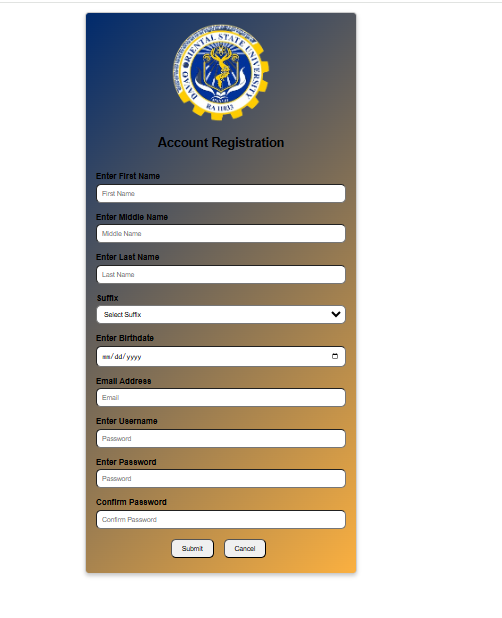 DAVAO ORIENTAL STATE UNIVERSITY
RA 11033
Account Registration
Enter First Name
First Name
Enter Middle Name
Middle Name
Enter Last Name
Last Name
Suffix
Select Suffix
Enter Birthdate
mm/dd/yyyy
Email Address
Email
Enter Username
Password
Enter Password
Password
Confirm Password
Confirm Password
Submit Cancel